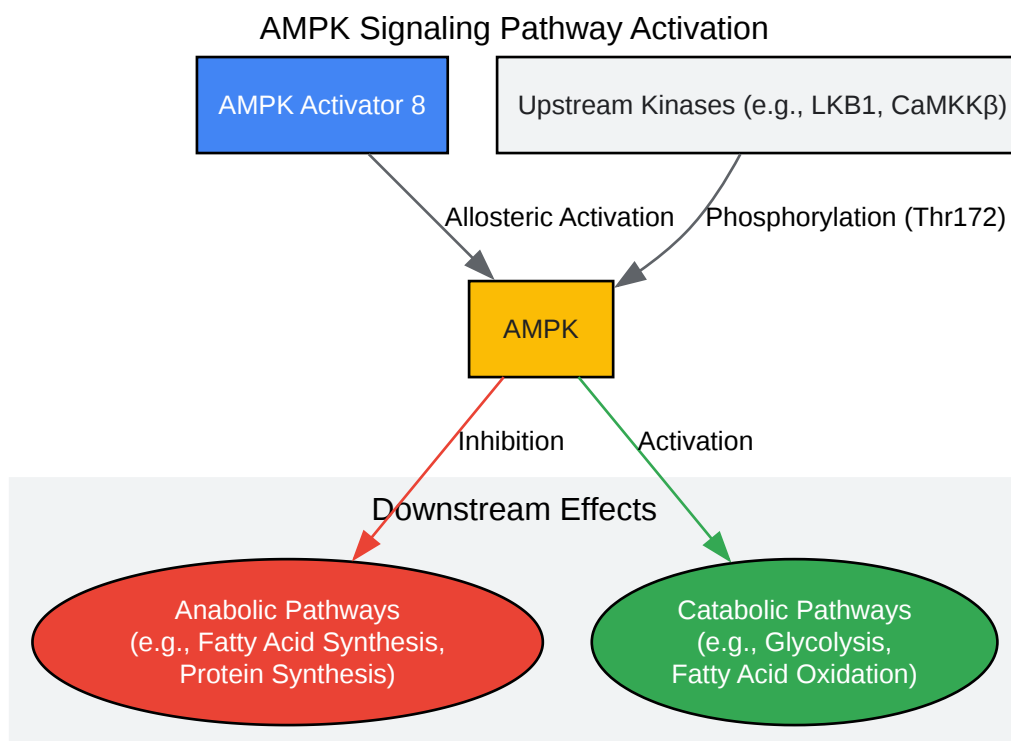 AMPK Signaling Pathway Activation
AMPK Activator 8
Upstream Kinases (e.g., LKB1, CaMKKβ)
Allosteric Activation
Phosphorylation (Thr172)
AMPK
Inhibition
Activation
Downstream Effects
Anabolic Pathways
(e.g., Fatty Acid Synthesis,
Protein Synthesis)
Catabolic Pathways
(e.g., Glycolysis,
Fatty Acid Oxidation)